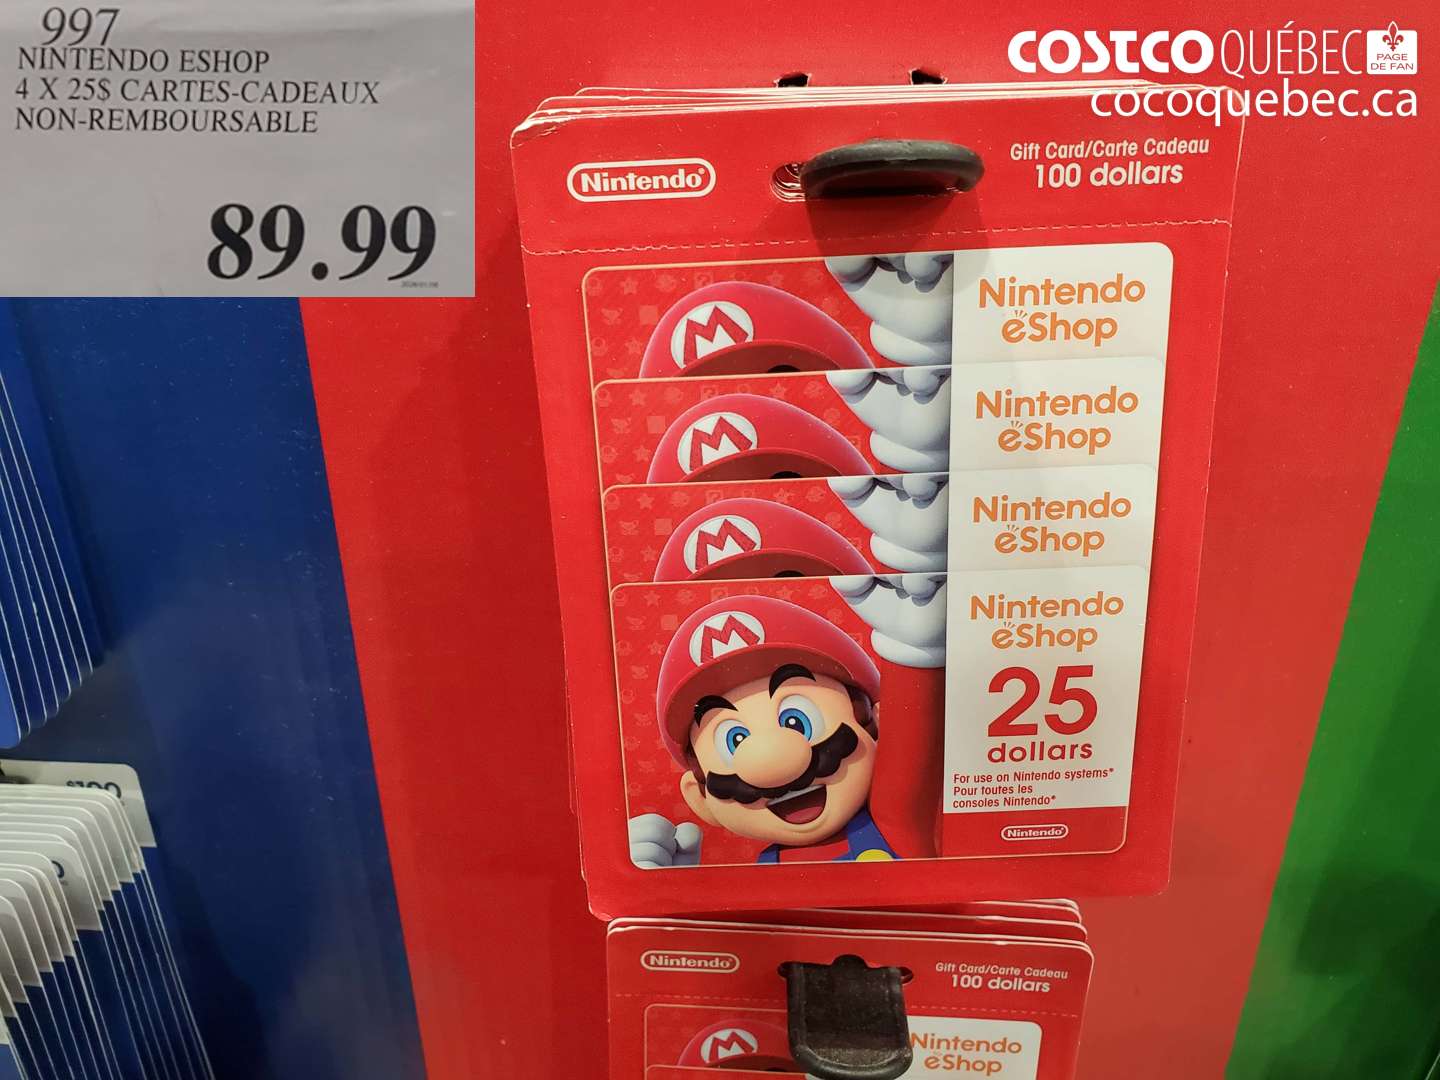 997
NINTENDO ESHOP
4 X 25$ CARTES-CADEAUX
NON-REMBOURSABLE
89.99
COSTCO QUÉBEC PAGE DE FAN
cocoquebec.ca
Nintendo
Gift Card/Carte Cadeau
100 dollars
Nintendo
eShop
Nintendo
eShop
Nintendo
eShop
Nintendo
eShop
25
dollars
For use on Nintendo systems*
Pour toutes les
consoles Nintendo*
Nintendo
$100
Nintendo
Gift Card/Carte Cadeau
100 dollars
Nintendo
eShop